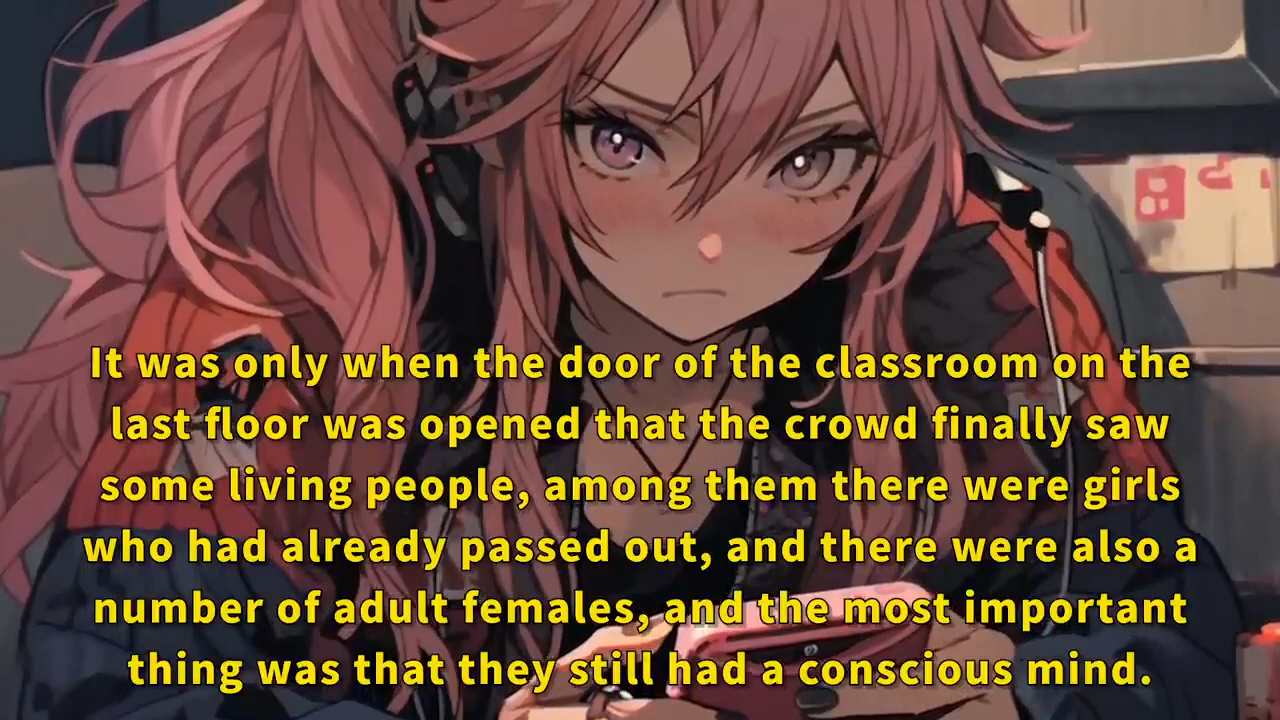 It was only when the door of the classroom on the
last floor was opened that the crowd finally saw
some living people, among them there were girls
who had already passed out, and there were also a
number of adult females, and the most important
thing was that they still had a conscious mind.